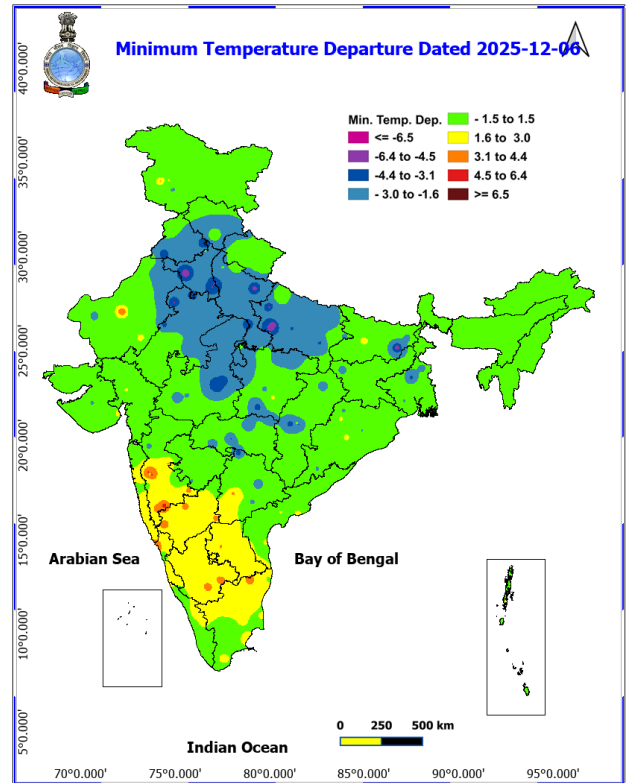 Minimum Temperature Departure Dated 2025-12-06
40°0.000'
35°0.000'
30°0.000'
25°0.000'
20°0.000'
15°0.000'
10°0.000'
5°0.000'
Min. Temp. Dep.
<= -6.5
-6.4 to -4.5
-4.4 to -3.1
- 3.0 to -1.6
- 1.5 to 1.5
1.6 to 3.0
3.1 to 4.4
4.5 to 6.4
>= 6.5
Arabian Sea
Bay of Bengal
Indian Ocean
0 250 500 km
70°0.000' 75°0.000' 80°0.000' 85°0.000' 90°0.000' 95°0.000'